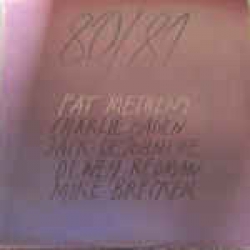 80/81
PAT METHENY
CHARLIE HADEN
JACK DEJOHNETTE
DEWEY REDMAN
MIKE BRECKER